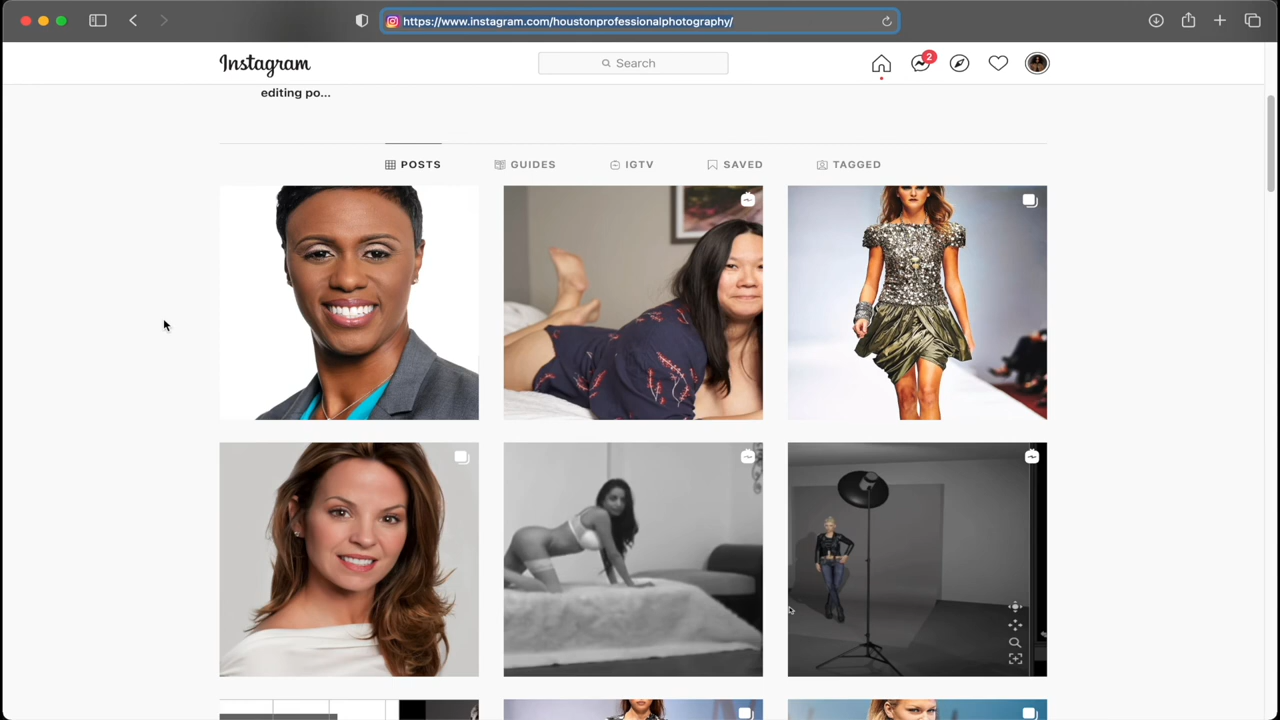 https://www.instagram.com/houstonprofessionalphotography/
Instagram
Search
2
editing po...
POSTS
GUIDES
IGTV
SAVED
TAGGED